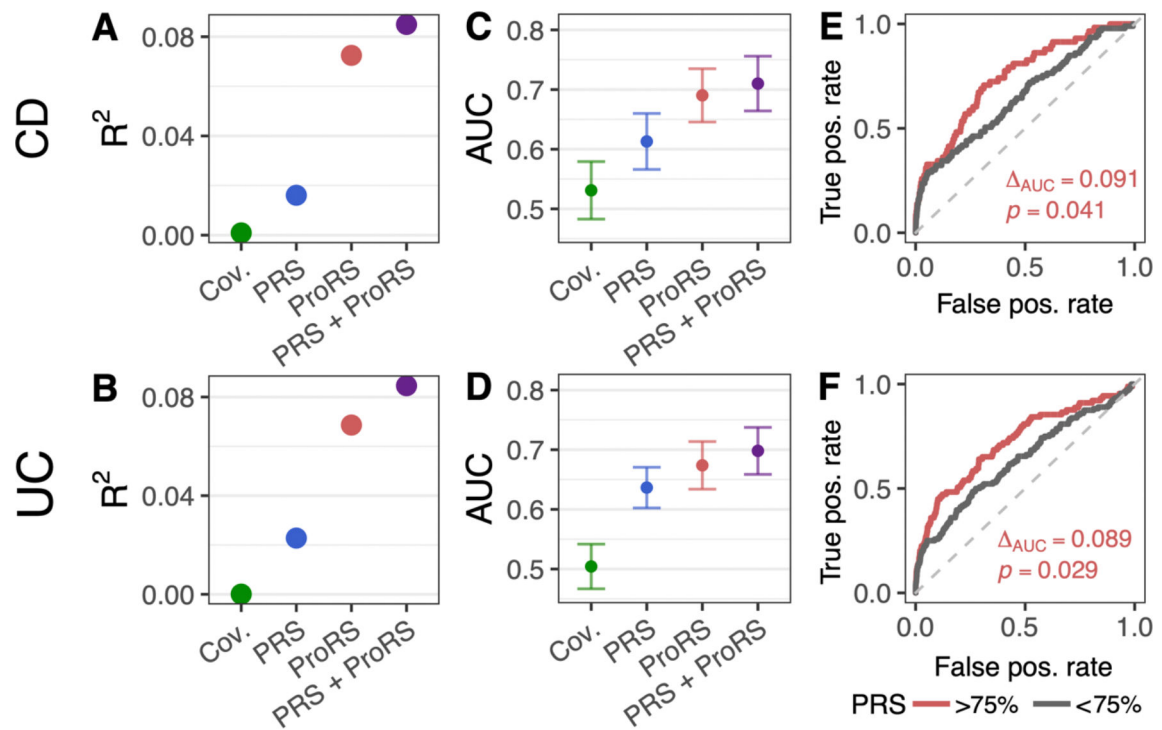 A
CD
R²
0.08
0.04
0.00
Cov.
PRS
ProRS
PRS + ProRS
C
AUC
0.8
0.7
0.6
0.5
Cov.
PRS
ProRS
PRS + ProRS
E
True pos. rate
1.0
0.5
0.0
Δ_AUC = 0.091
p = 0.041
0.0 0.5 1.0
False pos. rate
B
UC
R²
0.08
0.04
0.00
Cov.
PRS
ProRS
PRS + ProRS
D
AUC
0.8
0.7
0.6
0.5
Cov.
PRS
ProRS
PRS + ProRS
F
True pos. rate
1.0
0.5
0.0
Δ_AUC = 0.089
p = 0.029
0.0 0.5 1.0
False pos. rate
PRS >75% <75%